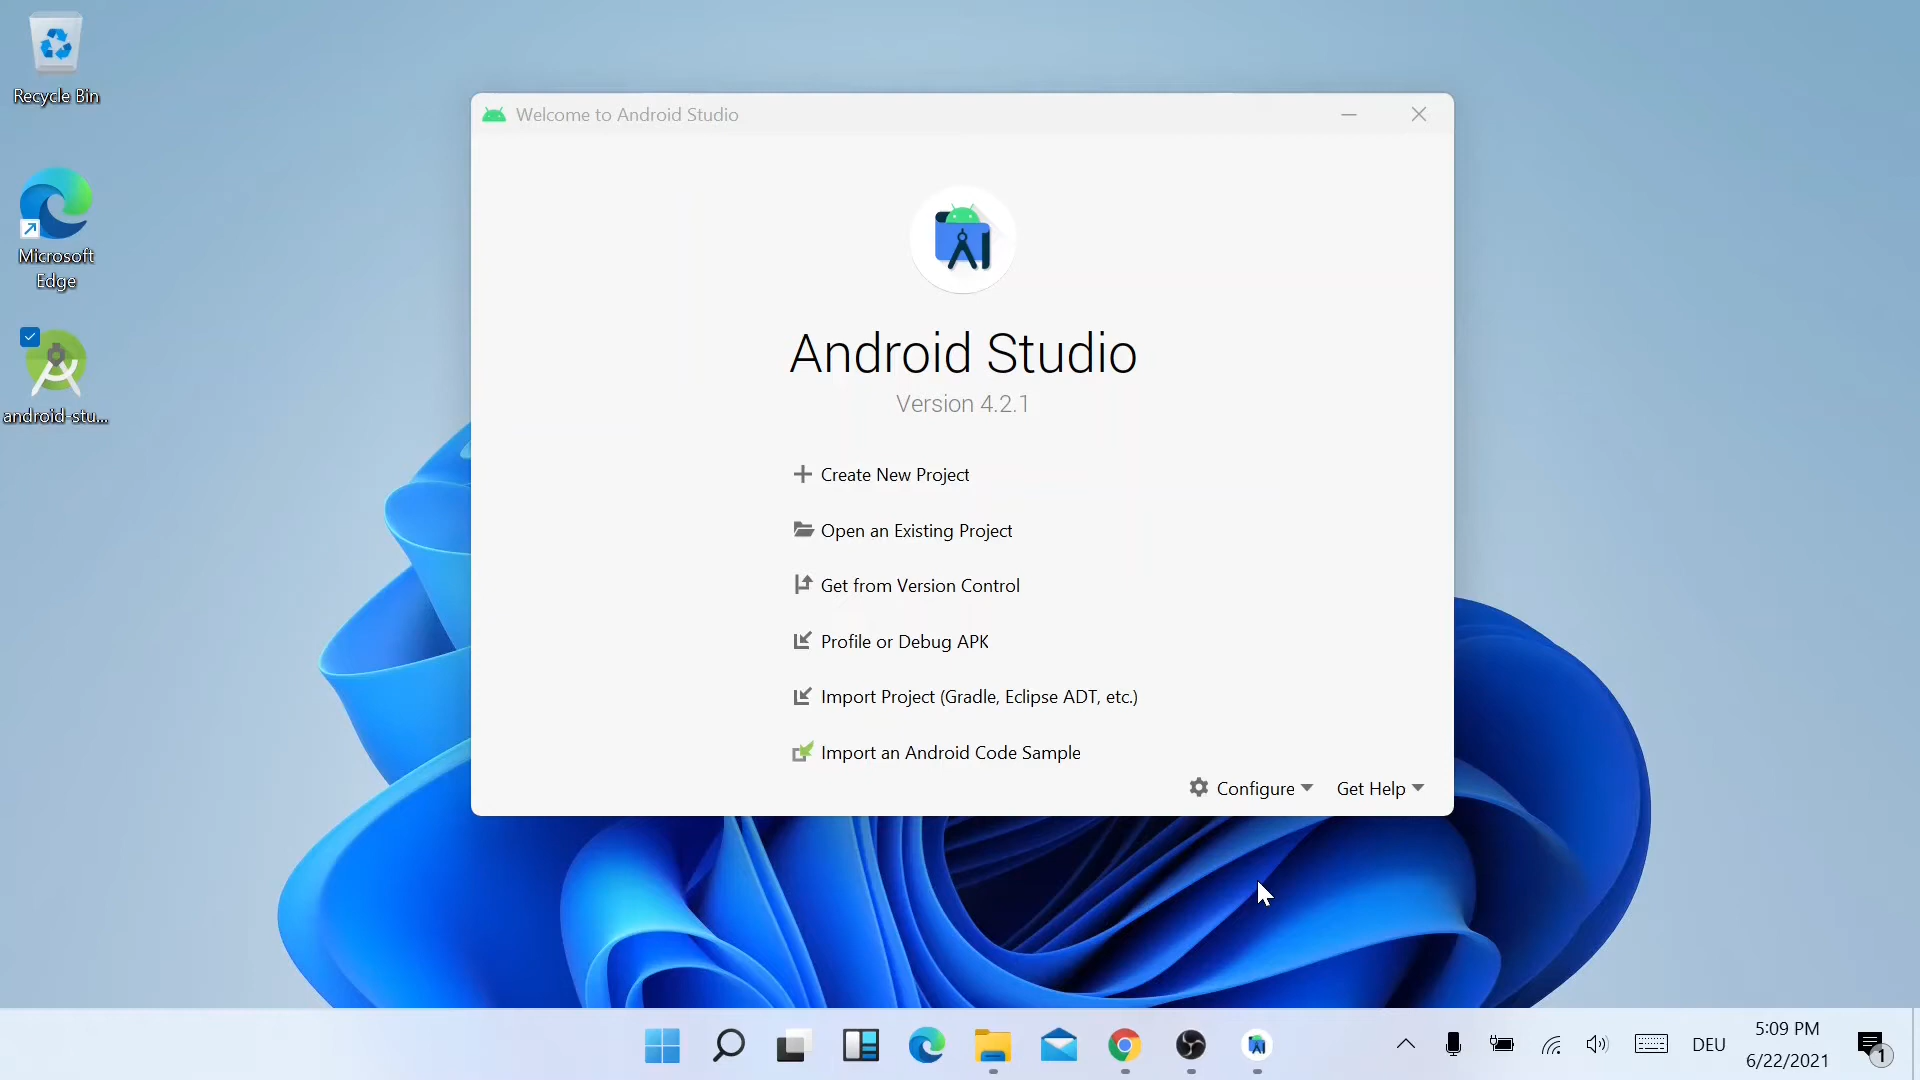 Recycle Bin
Microsoft
Edge
android-stu...
Welcome to Android Studio
Android Studio
Version 4.2.1
Create New Project
Open an Existing Project
Get from Version Control
Profile or Debug APK
Import Project (Gradle, Eclipse ADT, etc.)
Import an Android Code Sample
Configure
Get Help
DEU
5:09 PM
6/22/2021
1